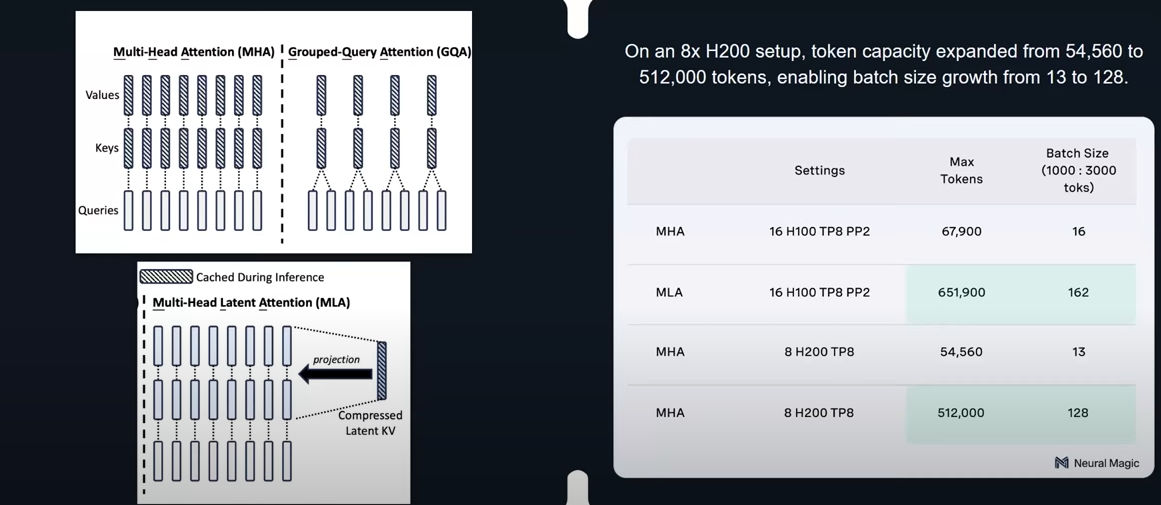 Multi-Head Attention (MHA)
Grouped-Query Attention (GQA)
Values
Keys
Queries
Cached During Inference
Multi-Head Latent Attention (MLA)
projection
Compressed
Latent KV
On an 8x H200 setup, token capacity expanded from 54,560 to
512,000 tokens, enabling batch size growth from 13 to 128.
Settings
Max
Tokens
Batch Size
(1000 : 3000
toks)
MHA 16 H100 TP8 PP2 67,900 16
MLA 16 H100 TP8 PP2 651,900 162
MHA 8 H200 TP8 54,560 13
MHA 8 H200 TP8 512,000 128
Neural Magic